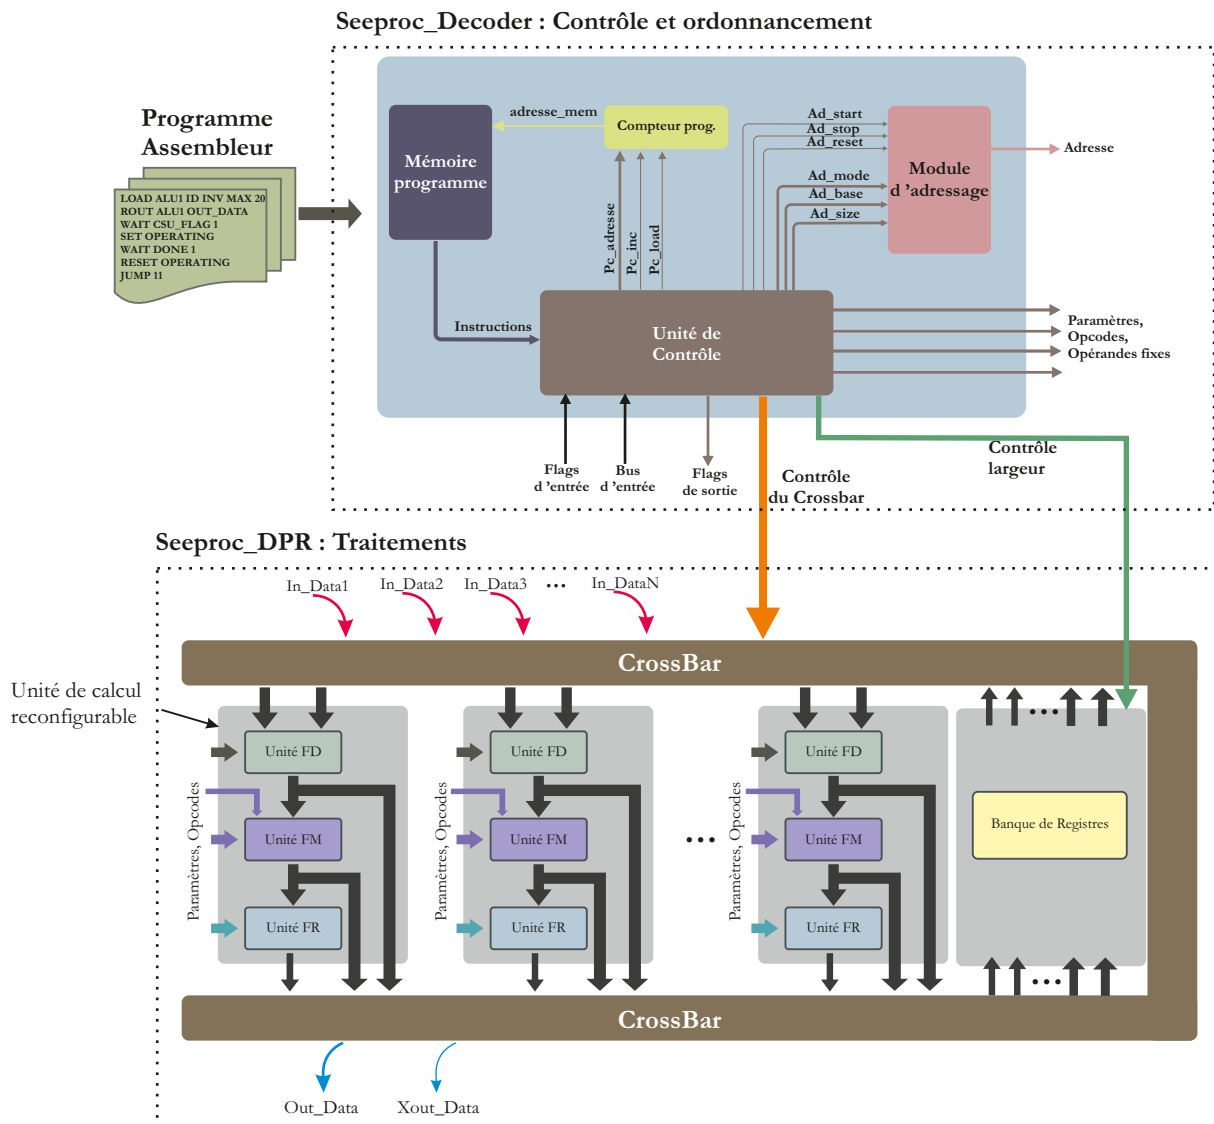 Seeproc_Decoder : Contrôle et ordonnancement
Programme
Assembleur
LOAD ALU1 ID INV MAX 20
ROUT ALU1 OUT_DATA
WAIT CSU_FLAG 1
SET OPERATING
WAIT DONE 1
RESET OPERATING
JUMP 11
Mémoire
programme
adresse_mem
Compteur prog.
Ad_start
Ad_stop
Ad_reset
Ad_mode
Ad_base
Ad_size
Module
d 'adressage
Adresse
Pc_adresse
Pc_inc
Pc_load
Instructions
Unité de
Contrôle
Paramètres,
Opcodes,
Opérandes fixes
Flags
d 'entrée
Bus
d 'entrée
Flags
de sortie
Contrôle
du Crossbar
Contrôle
largeur
Seeproc_DPR : Traitements
In_Data1
In_Data2
In_Data3
...
In_DataN
CrossBar
Unité de calcul
reconfigurable
Unité FD
Unité FM
Unité FR
Paramètres, Opcodes
Unité FD
Unité FM
Unité FR
Paramètres, Opcodes
...
Unité FD
Unité FM
Unité FR
Paramètres, Opcodes
...
Banque de Registres
...
CrossBar
Out_Data
Xout_Data